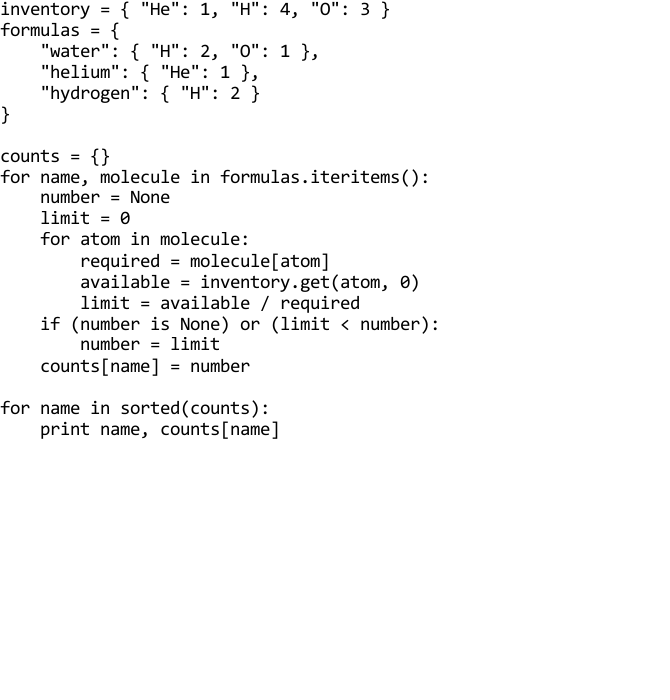 inventory = { "He": 1, "H": 4, "O": 3 }
formulas = {
    "water": { "H": 2, "O": 1 },
    "helium": { "He": 1 },
    "hydrogen": { "H": 2 }
}

counts = {}
for name, molecule in formulas.iteritems():
    number = None
    limit = 0
    for atom in molecule:
        required = molecule[atom]
        available = inventory.get(atom, 0)
        limit = available / required
    if (number is None) or (limit < number):
        number = limit
    counts[name] = number

for name in sorted(counts):
    print name, counts[name]